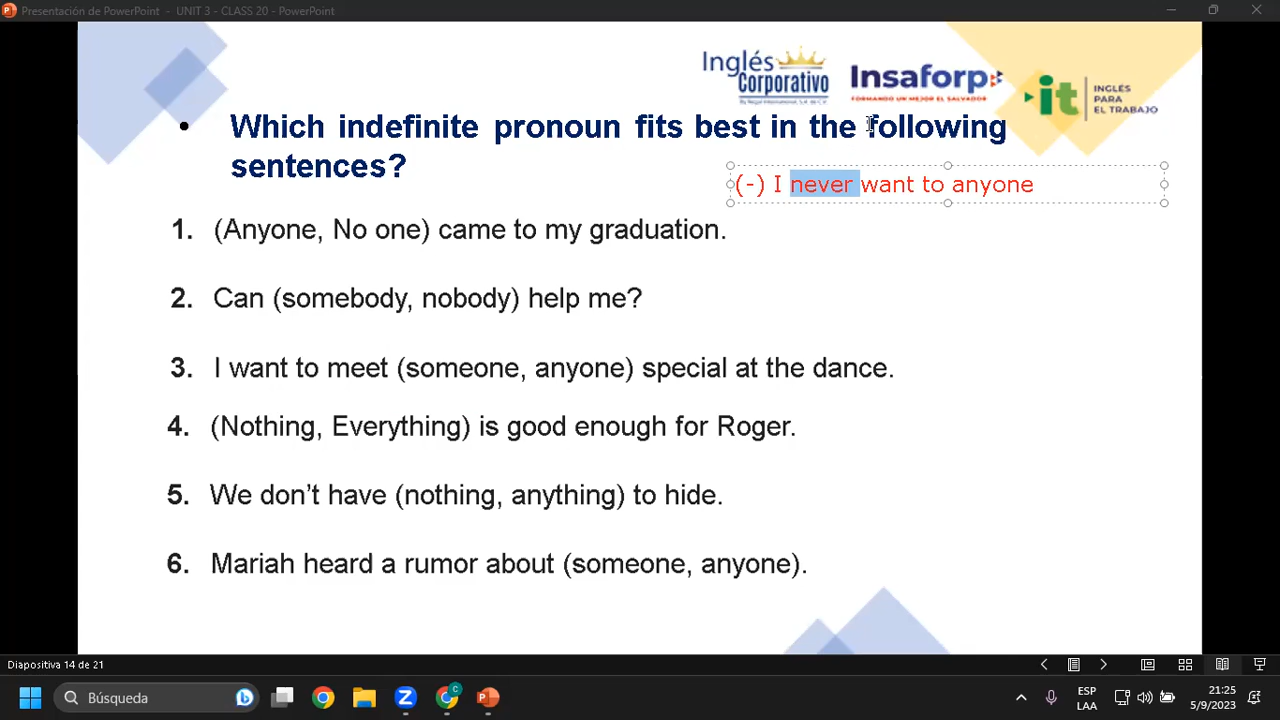 Presentación de PowerPoint - UNIT 3 - CLASS 20 - PowerPoint
Inglés
Corporativo
Insaforp
FORMANDO UN MEJOR EL SALVADOR
it
INGLÉS
PARA
EL TRABAJO
• Which indefinite pronoun fits best in the following
sentences?
(-) I never want to anyone
1. (Anyone, No one) came to my graduation.
2. Can (somebody, nobody) help me?
3. I want to meet (someone, anyone) special at the dance.
4. (Nothing, Everything) is good enough for Roger.
5. We don’t have (nothing, anything) to hide.
6. Mariah heard a rumor about (someone, anyone).
Diapositiva 14 de 21
Búsqueda
ESP
LAA
21:25
5/9/2023